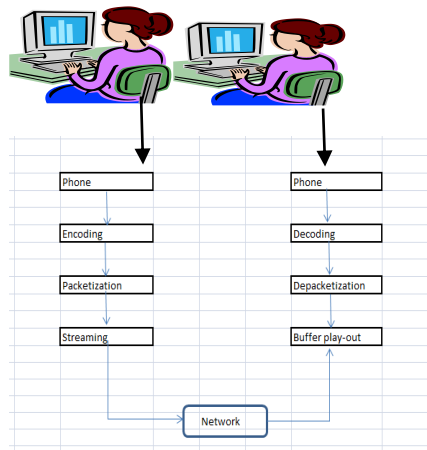 Phone
Phone
Encoding
Decoding
Packetization
Depacketization
Streaming
Buffer play-out
Network